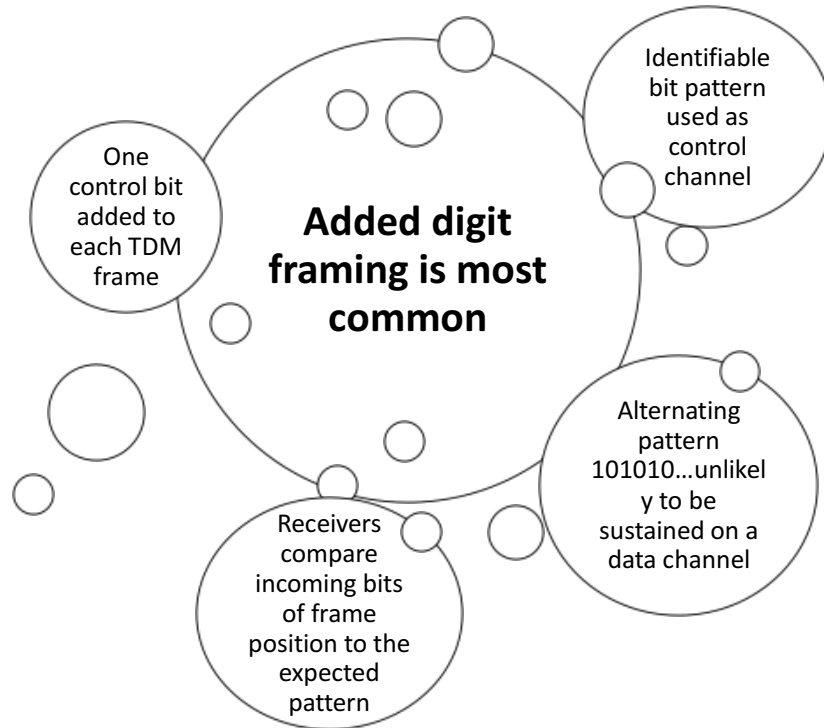 Added digit
framing is most
common
One
control bit
added to
each TDM
frame
Identifiable
bit pattern
used as
control
channel
Alternating
pattern
101010...unlikel
y to be
sustained on a
data channel
Receivers
compare
incoming bits
of frame
position to the
expected
pattern